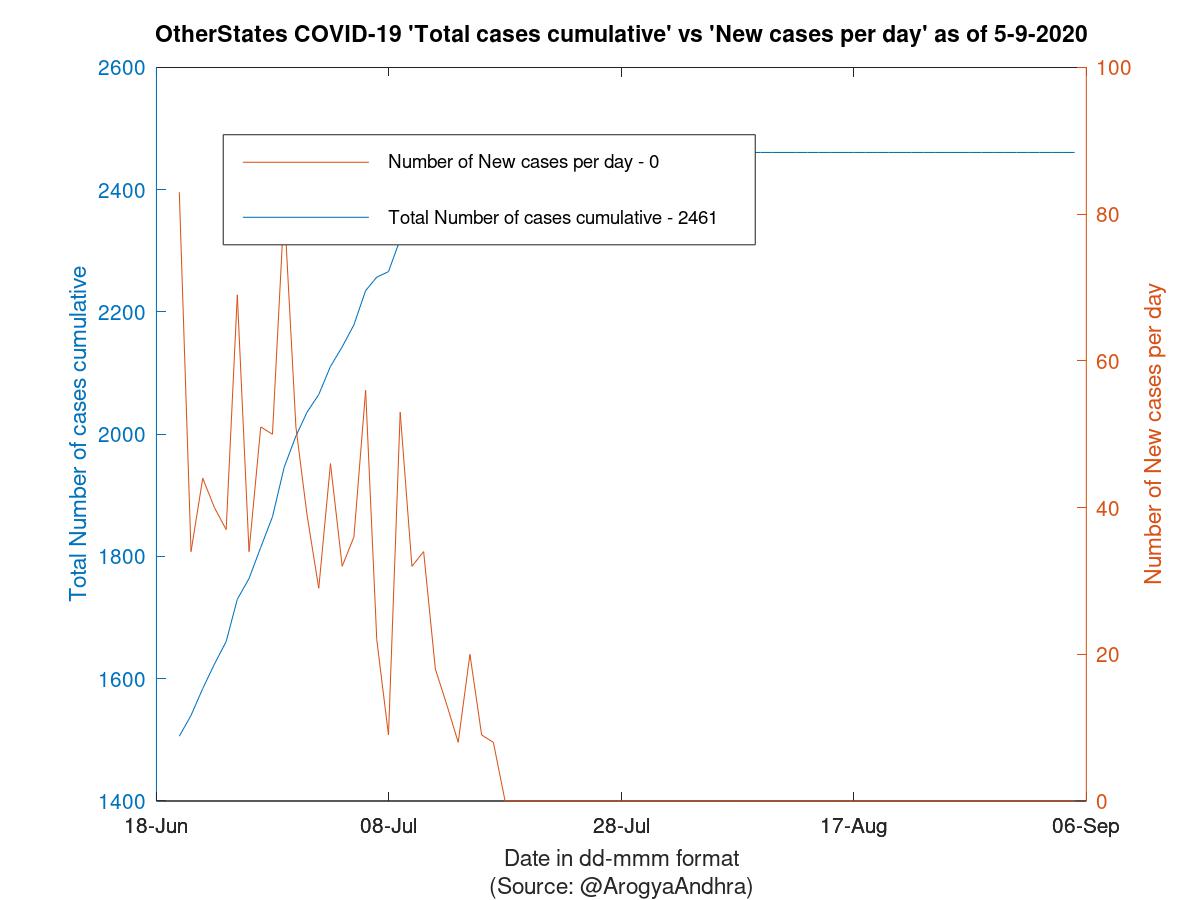 OtherStates COVID-19 'Total cases cumulative' vs 'New cases per day' as of 5-9-2020
2600
2400
2200
2000
1800
1600
1400
Total Number of cases cumulative
Number of New cases per day - 0
Total Number of cases cumulative - 2461
100
80
60
40
20
0
Number of New cases per day
18-Jun
08-Jul
28-Jul
17-Aug
06-Sep
Date in dd-mmm format
(Source: @ArogyaAndhra)